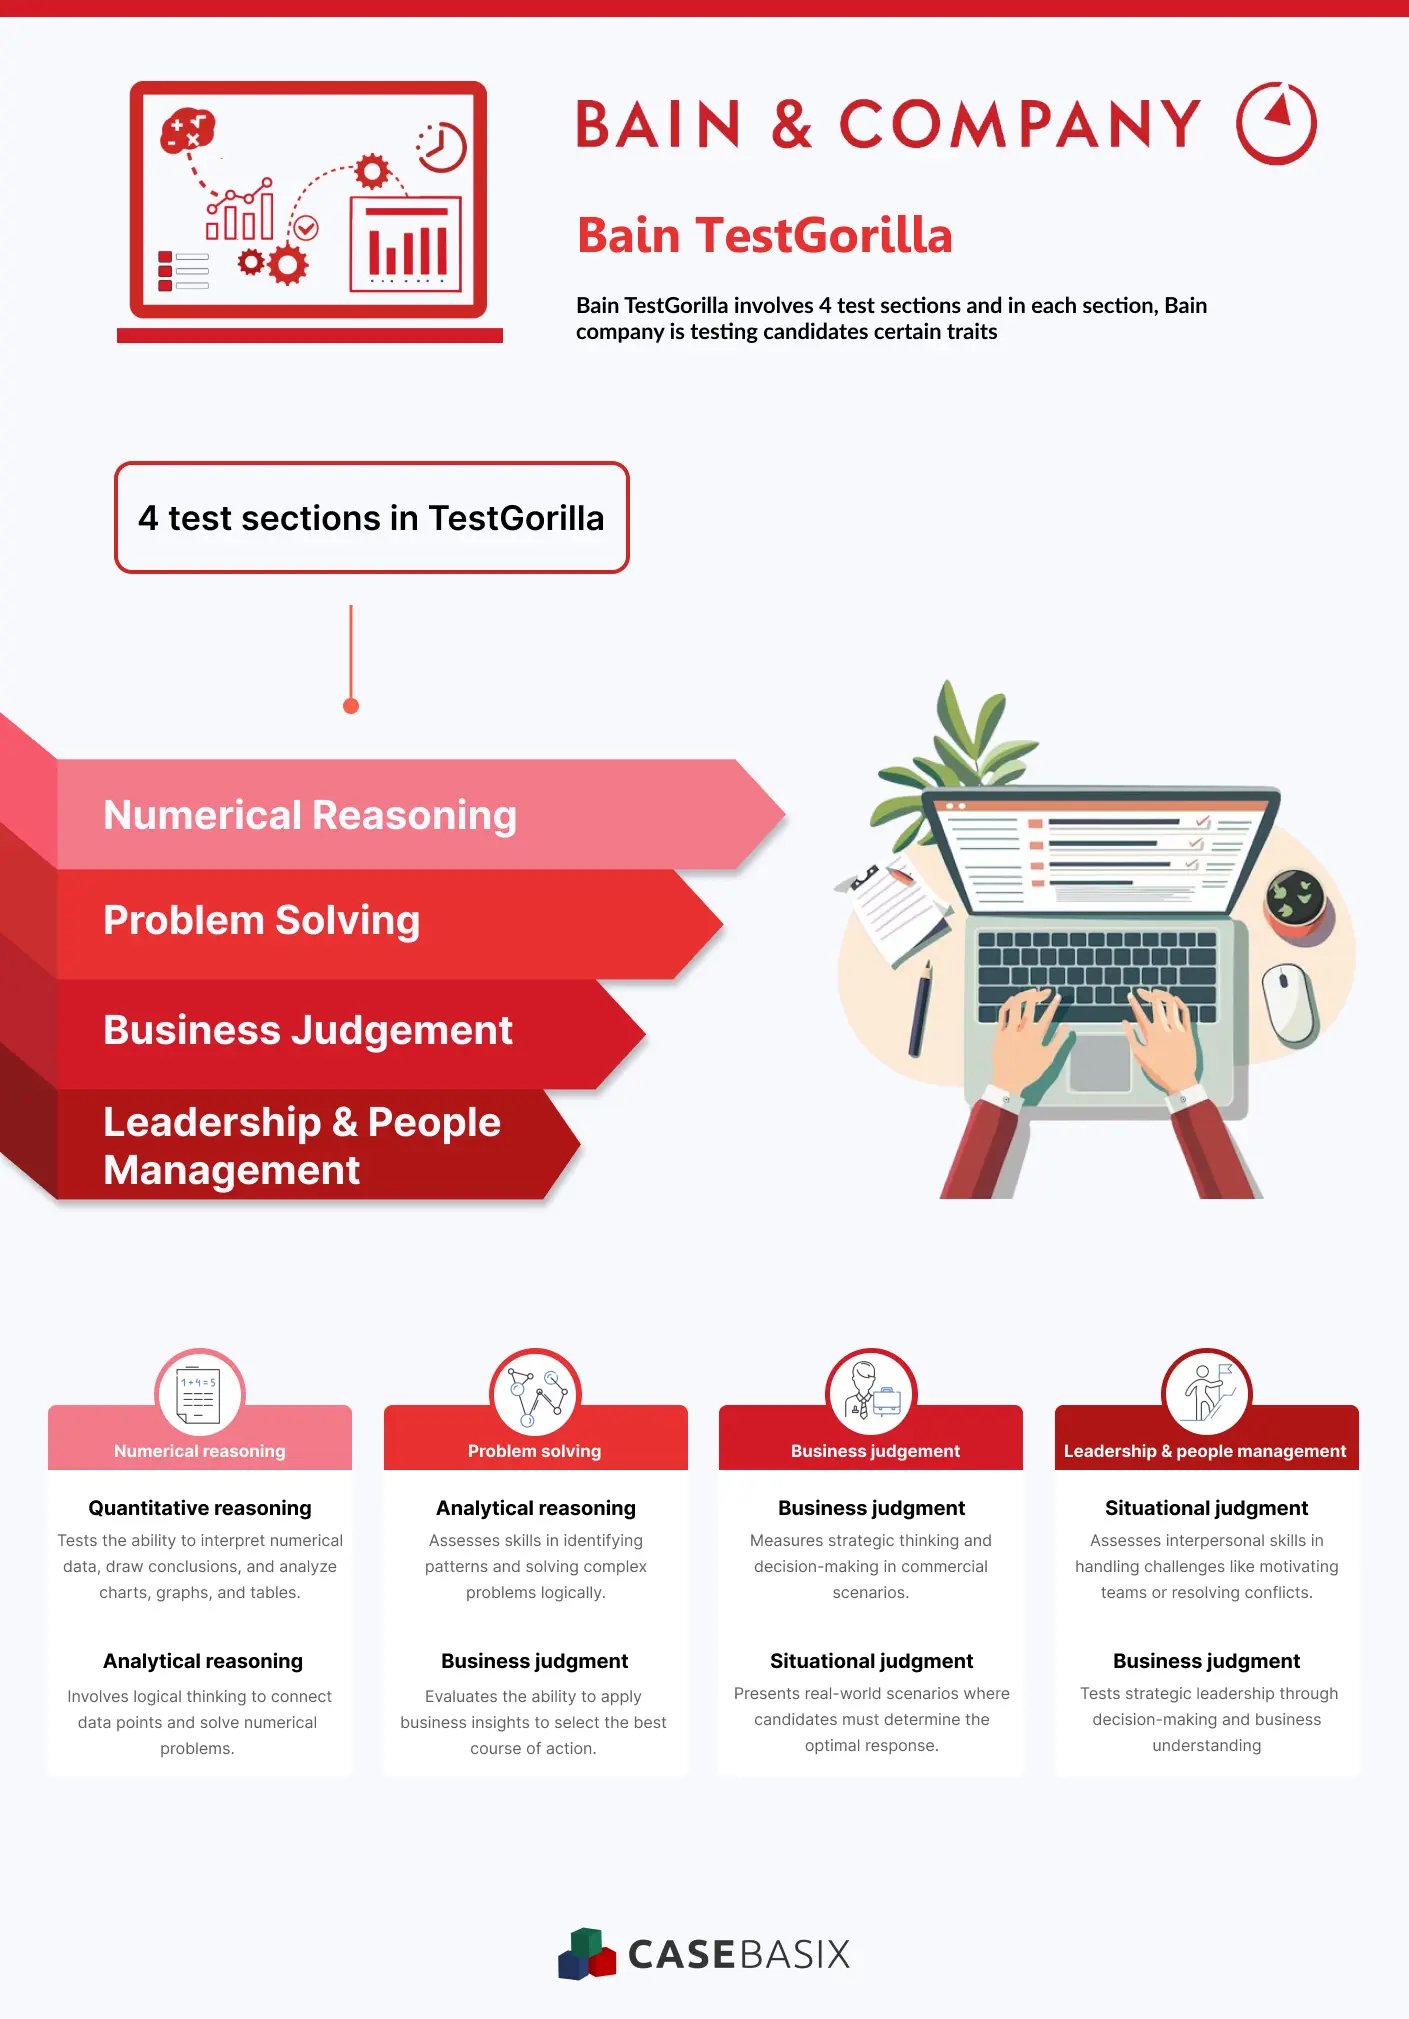 BAIN & COMPANY
Bain TestGorilla
Bain TestGorilla involves 4 test sections and in each section, Bain
company is testing candidates certain traits
4 test sections in TestGorilla
Numerical Reasoning
Problem Solving
Business Judgement
Leadership & People
Management
1+4=5
Numerical reasoning
Quantitative reasoning
Tests the ability to interpret numerical
data, draw conclusions, and analyze
charts, graphs, and tables.
Analytical reasoning
Involves logical thinking to connect
data points and solve numerical
problems.
Problem solving
Analytical reasoning
Assesses skills in identifying
patterns and solving complex
problems logically.
Business judgment
Evaluates the ability to apply
business insights to select the best
course of action.
Business judgement
Business judgment
Measures strategic thinking and
decision-making in commercial
scenarios.
Situational judgment
Presents real-world scenarios where
candidates must determine the
optimal response.
Leadership & people management
Situational judgment
Assesses interpersonal skills in
handling challenges like motivating
teams or resolving conflicts.
Business judgment
Tests strategic leadership through
decision-making and business
understanding
CASEBASIX